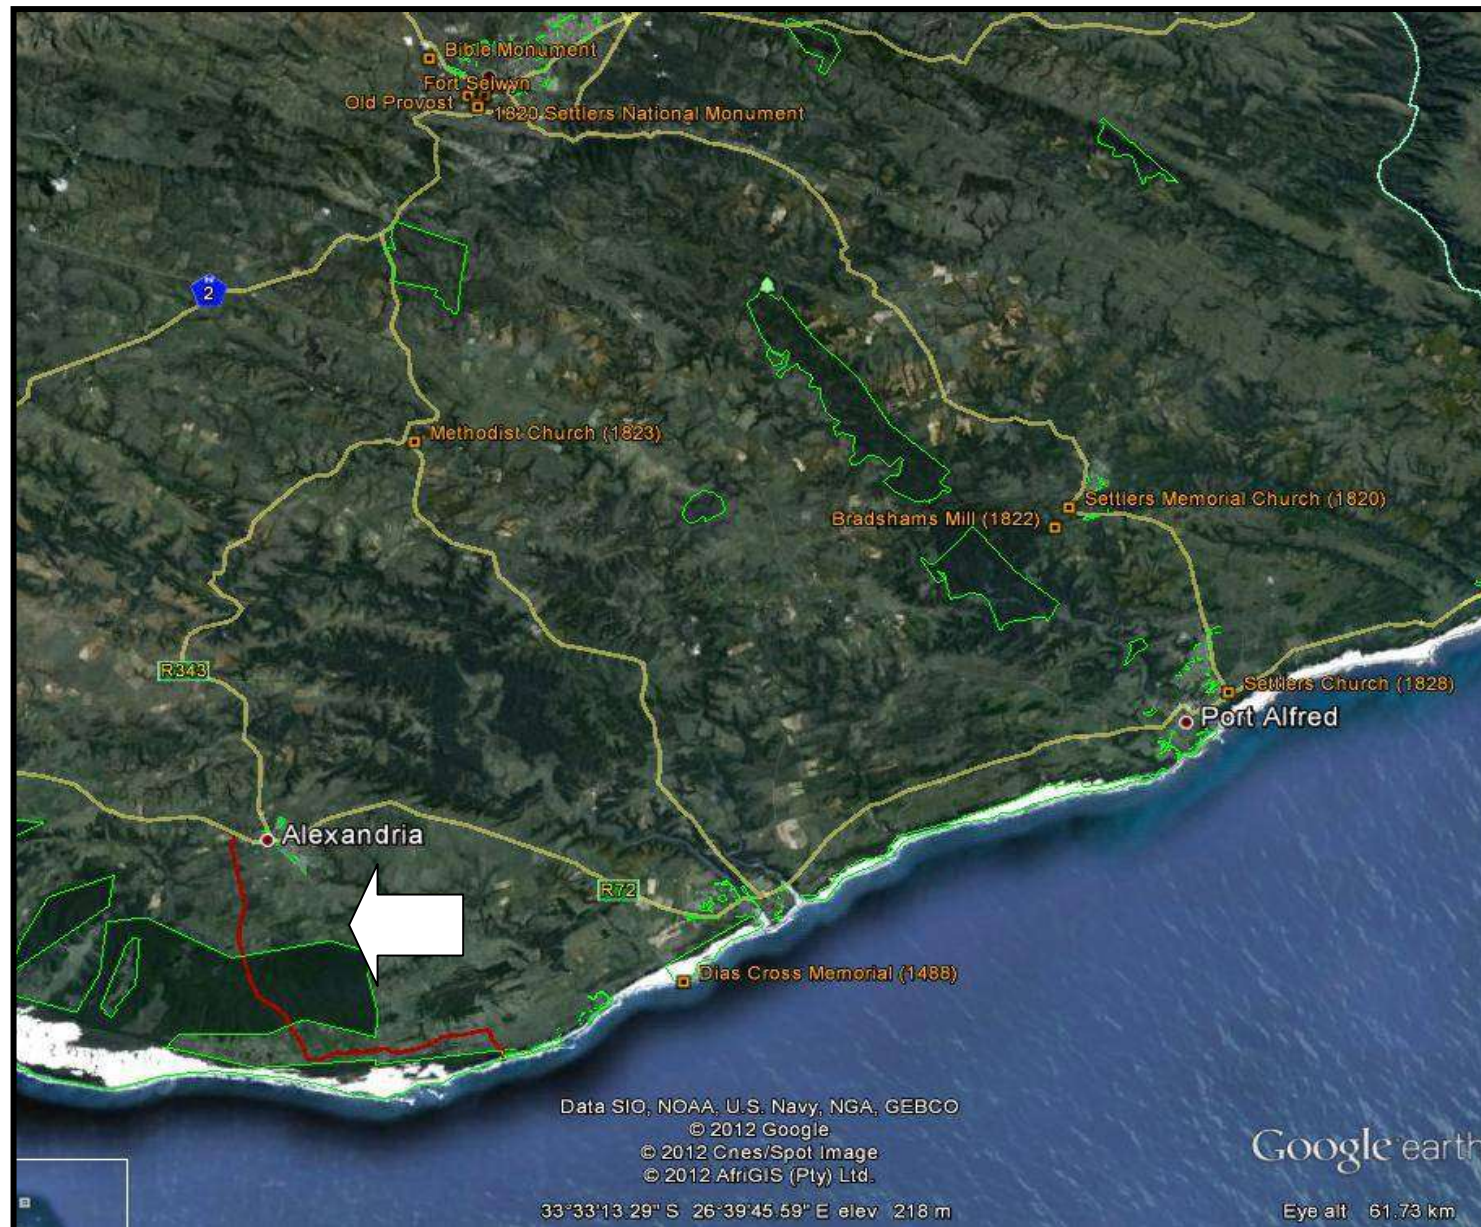 Bible Monument
Fort Selwyn
Old Provost
1820 Settlers National Monument
2
Methodist Church (1823)
Settlers Memorial Church (1820)
Bradshams Mill (1822)
R343
Settlers Church (1828)
Port Alfred
Alexandria
R72
Dias Cross Memorial (1488)
Data SIO, NOAA, U.S. Navy, NGA, GEBCO
© 2012 Google
© 2012 Cnes/Spot Image
© 2012 AfriGIS (Pty) Ltd.
Google earth
33°33'13.29" S 26°39'45.59" E elev 218 m
Eye alt 61.73 km